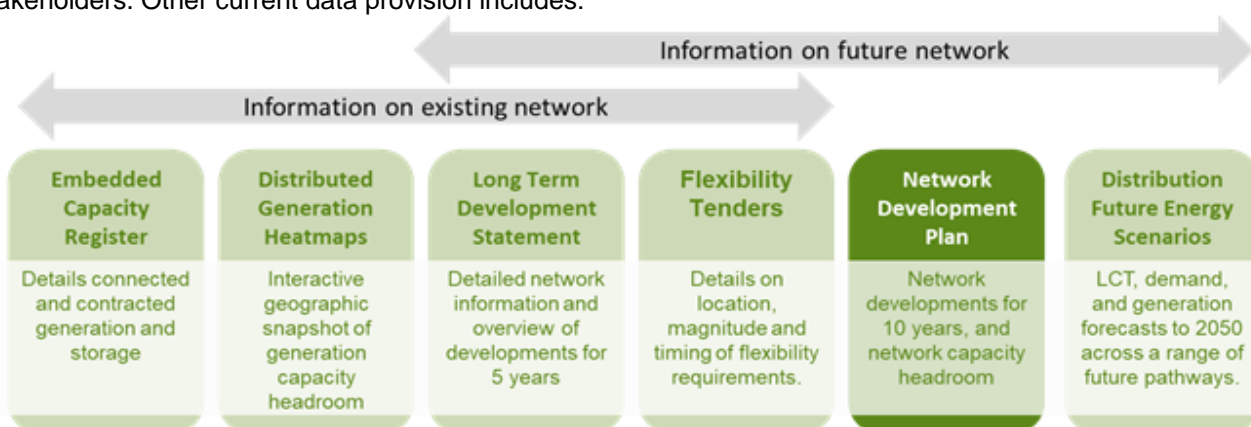 akeholders. Other current data provision includes:
Information on future network
Information on existing network
Embedded
Capacity
Register
Details connected
and contracted
generation and
storage
Distributed
Generation
Heatmaps
Interactive
geographic
snapshot of
generation
capacity
headroom
Long Term
Development
Statement
Detailed network
information and
overview of
developments for
5 years
Flexibility
Tenders
Details on
location,
magnitude and
timing of flexibility
requirements.
Network
Development
Plan
Network
developments for
10 years, and
network capacity
headroom
Distribution
Future Energy
Scenarios
LCT, demand,
and generation
forecasts to 2050
across a range of
future pathways.